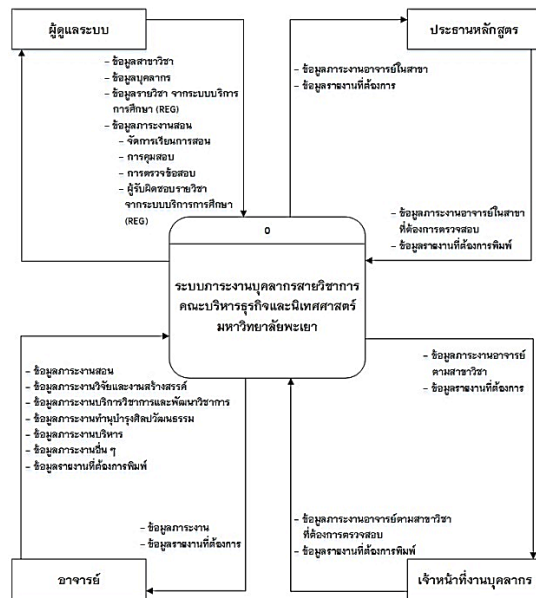 ผู้ดูแลระบบ
ประธานหลักสูตร
- ข้อมูลสาขาวิชา
- ข้อมูลบุคลากร
- ข้อมูลรายวิชา จากระบบบริการ
การศึกษา (REG)
- ข้อมูลภาระงานสอน
- จัดการเรียนการสอน
- การคุมสอบ
- การตรวจข้อสอบ
- ผู้รับผิดชอบรายวิชา
จากระบบบริการการศึกษา
(REG)
- ข้อมูลภาระงานอาจารย์ในสาขา
- ข้อมูลรายงานที่ต้องการ
- ข้อมูลภาระงานอาจารย์ในสาขา
ที่ต้องการตรวจสอบ
- ข้อมูลรายงานที่ต้องการพิมพ์
0
ระบบภาระงานบุคลากรสายวิชาการ
คณะบริหารธุรกิจและนิเทศศาสตร์
มหาวิทยาลัยพะเยา
- ข้อมูลภาระงานสอน
- ข้อมูลภาระงานวิจัยและงานสร้างสรรค์
- ข้อมูลภาระงานบริการวิชาการและพัฒนาวิชาการ
- ข้อมูลภาระงานทำนุบำรุงศิลปวัฒนธรรม
- ข้อมูลภาระงานบริหาร
- ข้อมูลภาระงานอื่น ๆ
- ข้อมูลรายงานที่ต้องการพิมพ์
- ข้อมูลภาระงานอาจารย์
ตามสาขาวิชา
- ข้อมูลรายงานที่ต้องการ
- ข้อมูลภาระงาน
- ข้อมูลรายงานที่ต้องการ
- ข้อมูลภาระงานอาจารย์ตามสาขาวิชา
ที่ต้องการตรวจสอบ
- ข้อมูลรายงานที่ต้องการพิมพ์
อาจารย์
เจ้าหน้าที่งานบุคลากร